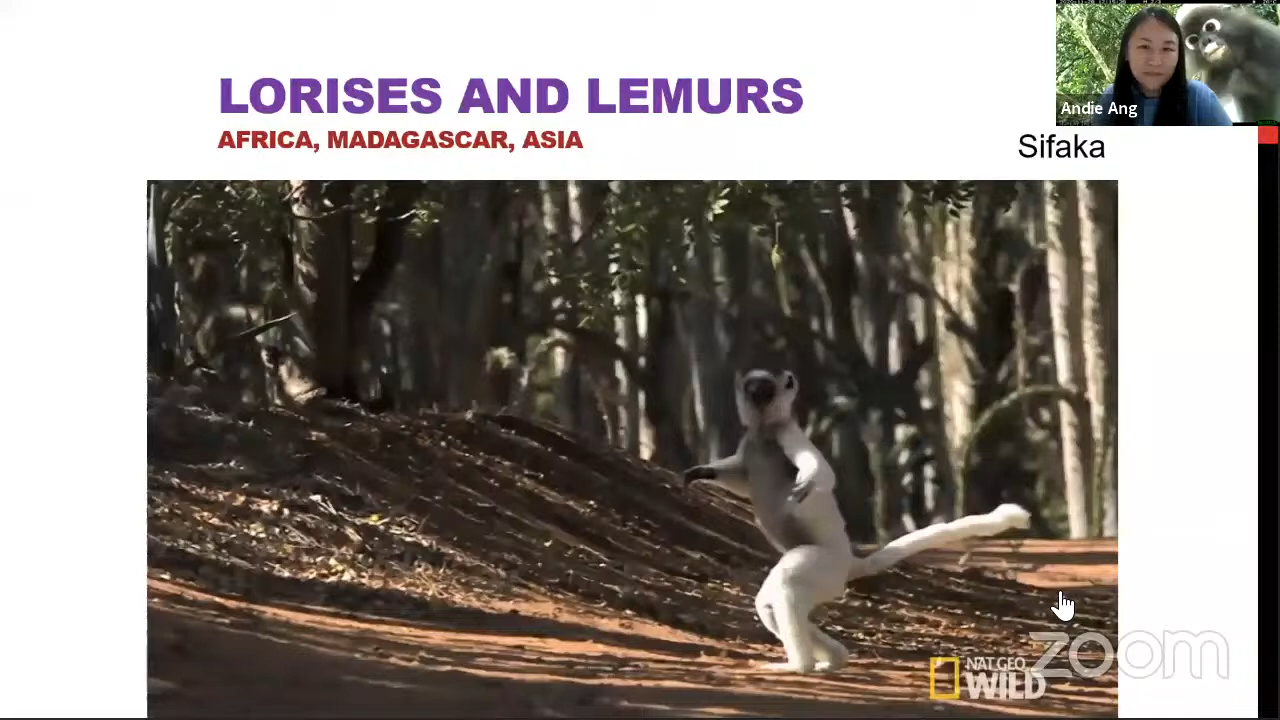 LORISES AND LEMURS
AFRICA, MADAGASCAR, ASIA
Andie Ang
Sifaka
NAT GEO
WILD
zoom